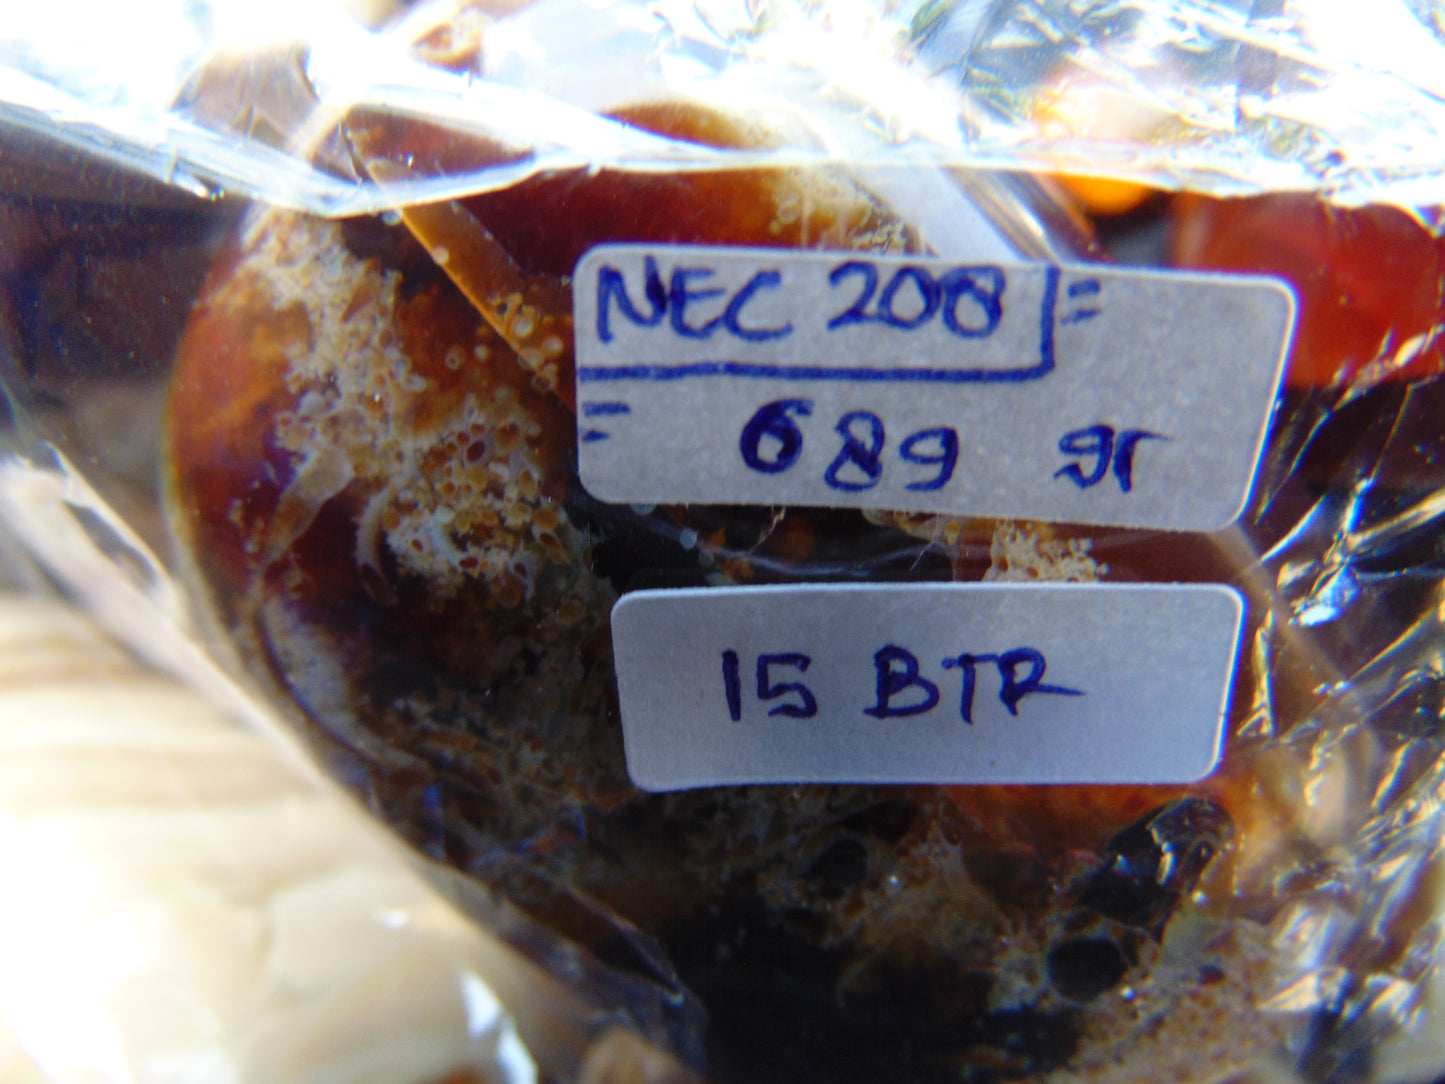 NEC 208 =
= 689 gr
15 BTR